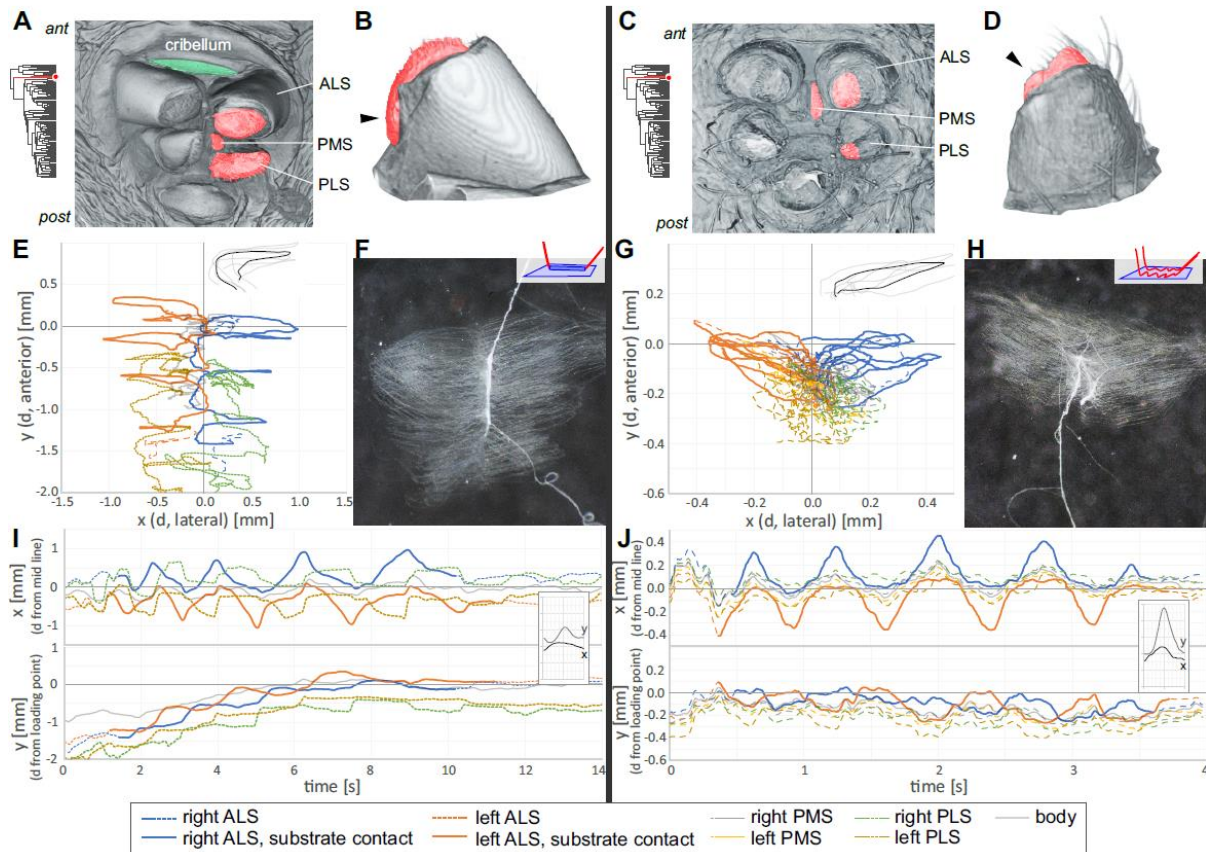 A
ant
cribellum
ALS
PMS
PLS
post
B
C
ant
ALS
PMS
PLS
post
D
E
y (d, anterior) [mm]
0.0
-0.5
-1.0
-1.5
-2.0
-1.5 -1.0 -0.5 0.0 0.5 1.0 1.5
x (d, lateral) [mm]
F
G
y (d, anterior) [mm]
0.2
0.0
-0.2
-0.4
-0.6
-0.4 -0.2 0.0 0.2 0.4
x (d, lateral) [mm]
H
I
x [mm]
(d from mid line)
1
0
-1
y [mm]
(d from loading point)
1
0
-1
-2
0 2 4 6 8 10 12 14
time [s]
y
x
J
x [mm]
(d from mid line)
0.4
0.2
0.0
-0.2
-0.4
y [mm]
(d from loading point)
0.2
0.0
-0.2
-0.4
-0.6
0 1 2 3 4
time [s]
y
x
right ALS left ALS right PMS right PLS body
right ALS, substrate contact left ALS, substrate contact left PMS left PLS